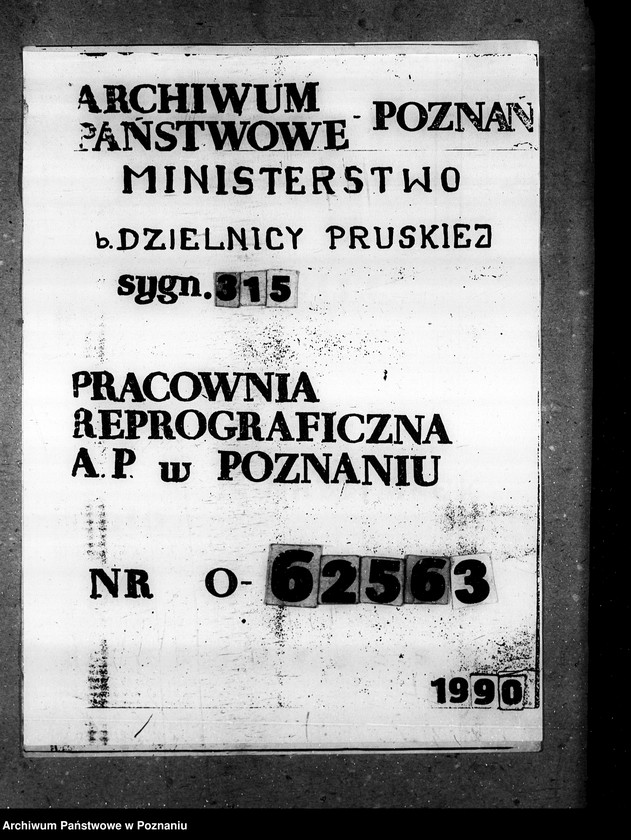 ARCHIWUM
PAŃSTWOWE - POZNAŃ
MINISTERSTWO
b. DZIELNICY PRUSKIEJ
sygn. 315
PRACOWNIA
REPROGRAFICZNA
A. P. w POZNANIU
NR O-62563
1990
Archiwum Państwowe w Poznaniu